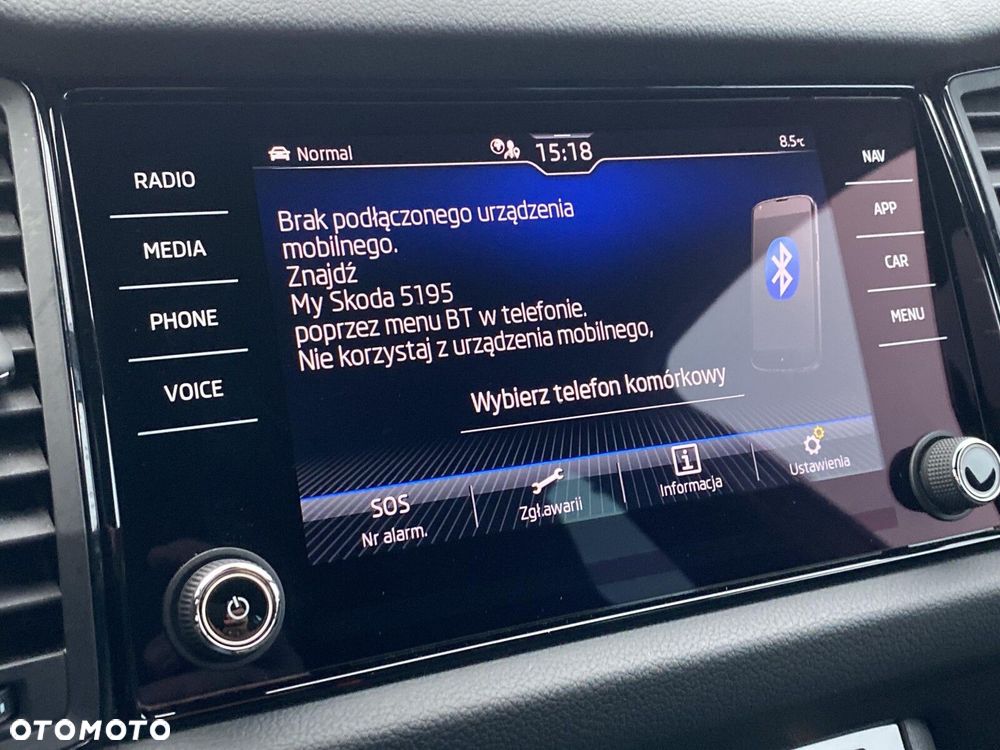 Normal
15:18
8.5°C
RADIO
MEDIA
PHONE
VOICE
NAV
APP
CAR
MENU
Brak podłączonego urządzenia
mobilnego.
Znajdź
My Skoda 5195
poprzez menu BT w telefonie.
Nie korzystaj z urządzenia mobilnego,
Wybierz telefon komórkowy
SOS
Nr alarm.
Zgł.awarii
Informacja
Ustawienia
OTOMOTO